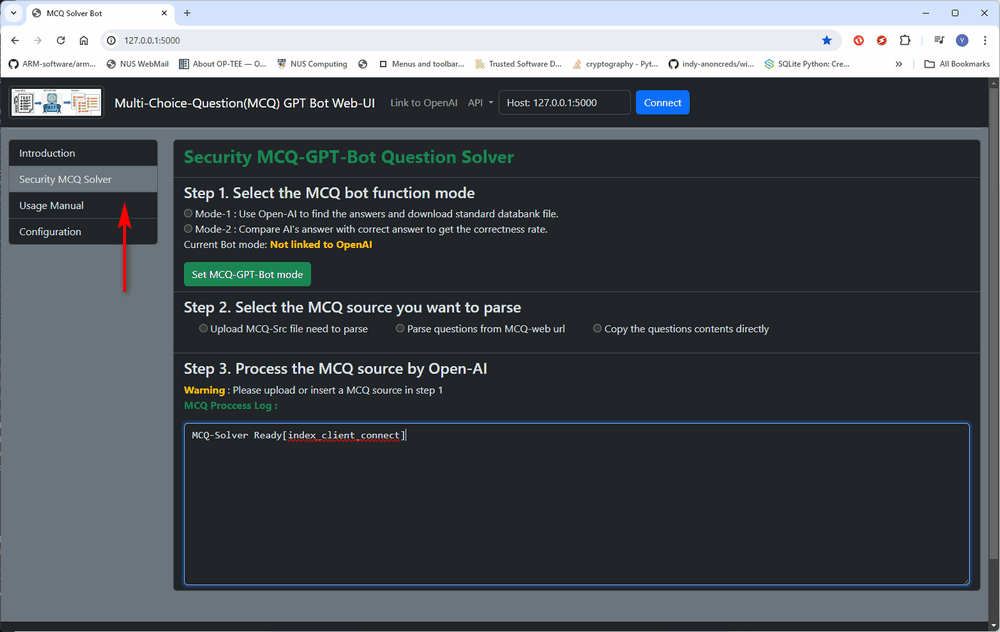 MCQ Solver Bot
127.0.0.1:5000
ARM-software/arm...
NUS WebMail
About OP-TEE — O...
NUS Computing
Menus and toolbar...
Trusted Software D...
cryptography - Pyt...
indy-anoncreds/wi...
SQLite Python: Cre...
All Bookmarks
Multi-Choice-Question(MCQ) GPT Bot Web-UI
Link to OpenAI
API
Host: 127.0.0.1:5000
Connect
Introduction
Security MCQ Solver
Usage Manual
Configuration
Security MCQ-GPT-Bot Question Solver
Step 1. Select the MCQ bot function mode
Mode-1 : Use Open-AI to find the answers and download standard databank file.
Mode-2 : Compare AI's answer with correct answer to get the correctness rate.
Current Bot mode: Not linked to OpenAI
Set MCQ-GPT-Bot mode
Step 2. Select the MCQ source you want to parse
Upload MCQ-Src file need to parse
Parse questions from MCQ-web url
Copy the questions contents directly
Step 3. Process the MCQ source by Open-AI
Warning : Please upload or insert a MCQ source in step 1
MCQ Proccess Log :
MCQ-Solver Ready[index_client_connect]